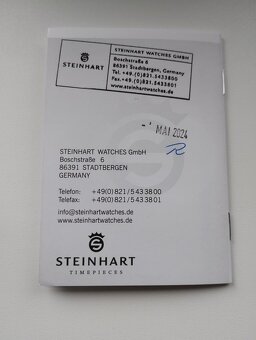 STEINHART
STEINHART WATCHES GMBH
Boschstraße 6
86391 Stadtbergen, Germany
Tel. +49.(0)821.5433800
Fax.+49.(0)821.5433801
www.steinhartwatches.de
MAI 2024
STEINHART WATCHES GmbH
Boschstraße 6
86391 STADTBERGEN
GERMANY
Telefon: +49(0)821/5433800
Telefax: +49(0)821/5433801
info@steinhartwatches.de
www.steinhartwatches.de
STEINHART
TIMEPIECES